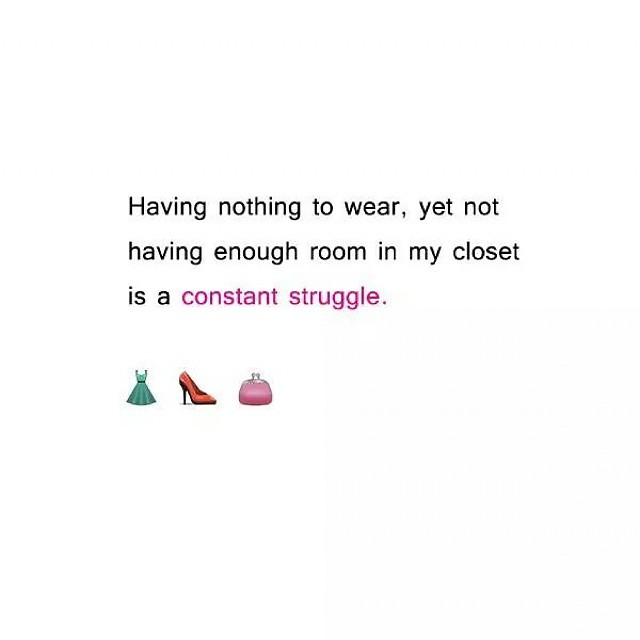 Having nothing to wear, yet not
having enough room in my closet
is a constant struggle.